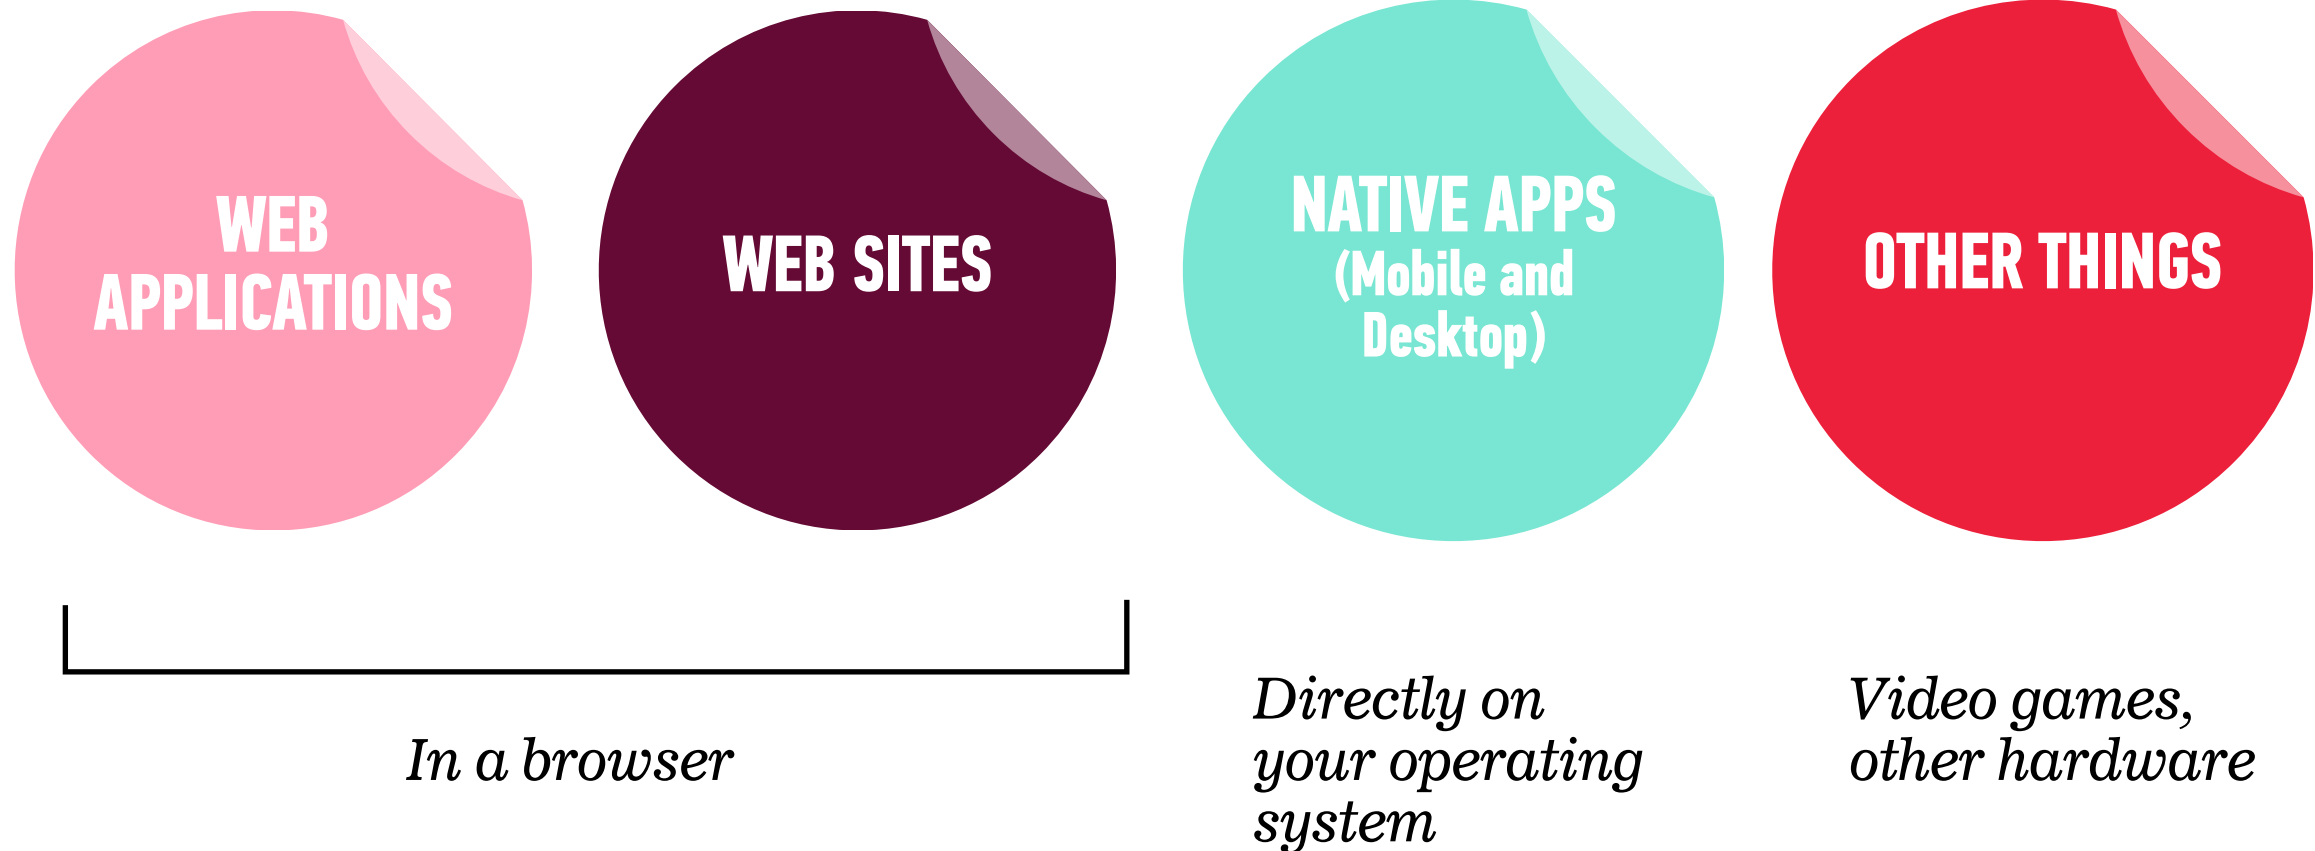 WEB
APPLICATIONS
WEB SITES
NATIVE APPS
(Mobile and
Desktop)
OTHER THINGS
In a browser
Directly on
your operating
system
Video games,
other hardware